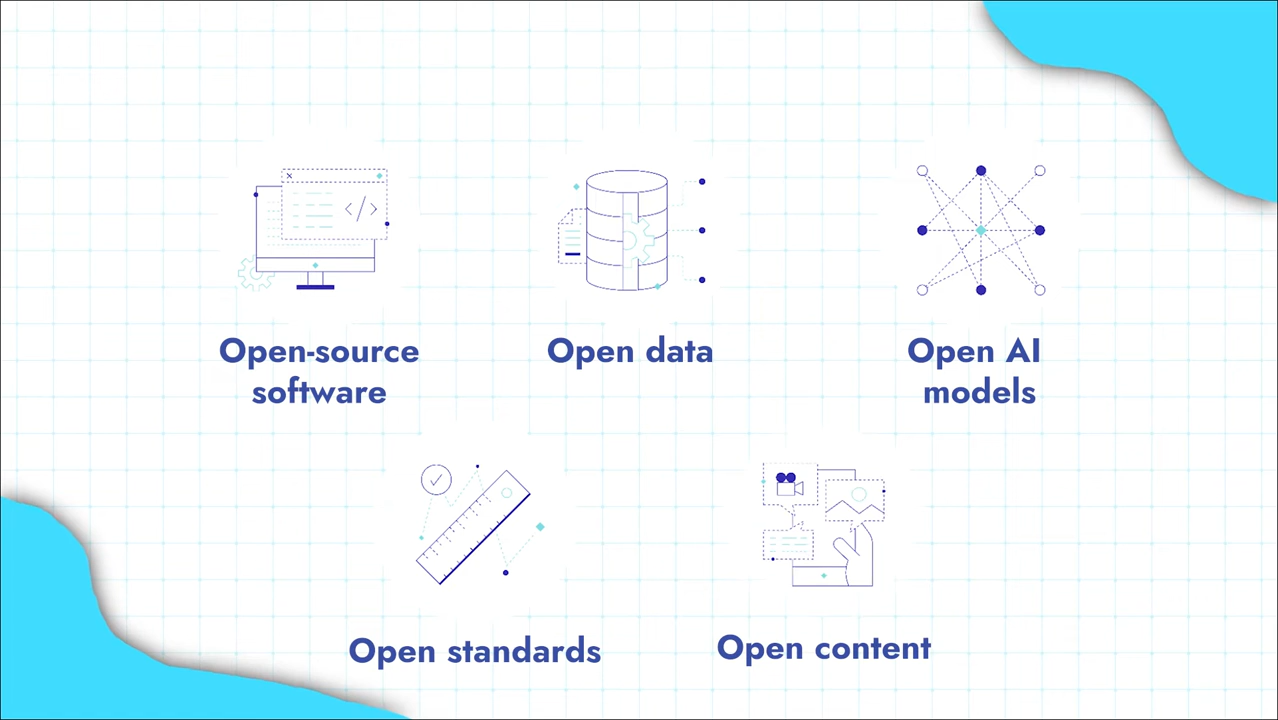 Open-source
software
Open data
Open AI
models
Open standards
Open content